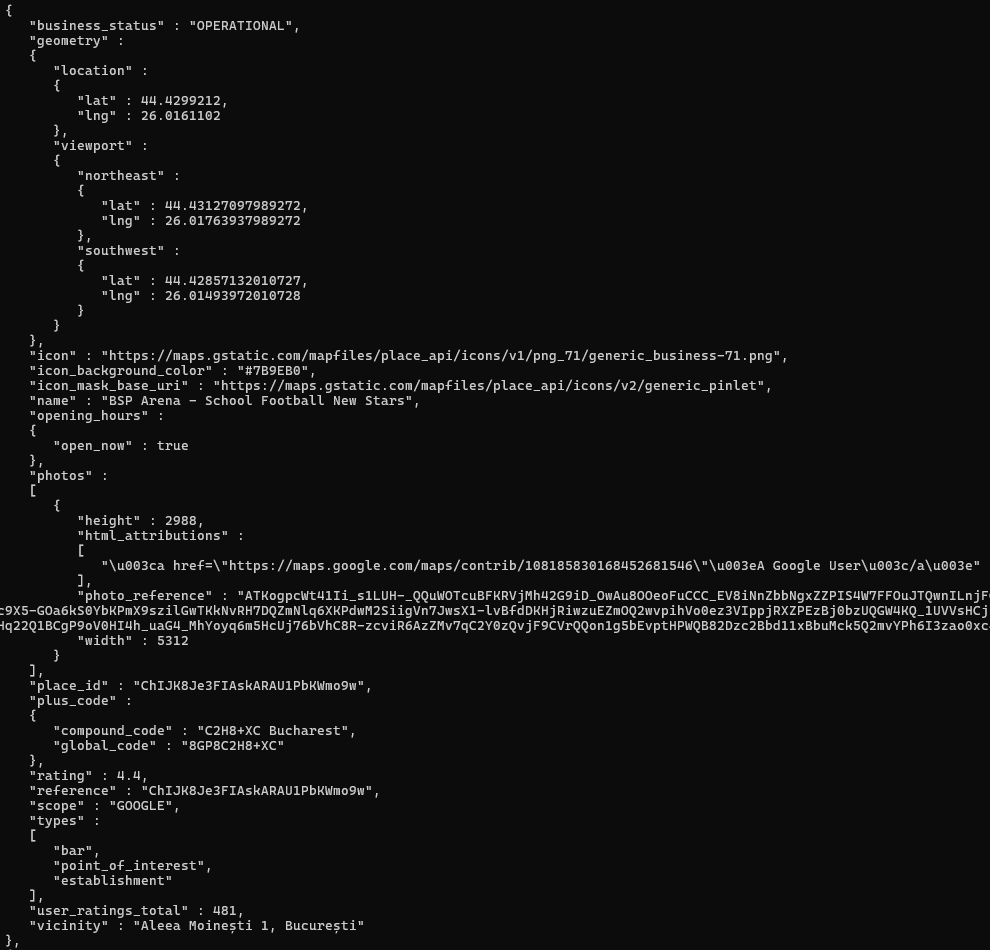 {
"business_status" : "OPERATIONAL",
"geometry" :
{
"location" :
{
"lat" : 44.4299212,
"lng" : 26.0161102
},
"viewport" :
{
"northeast" :
{
"lat" : 44.43127097989272,
"lng" : 26.01763937989272
},
"southwest" :
{
"lat" : 44.42857132010727,
"lng" : 26.01493972010728
}
}
},
"icon" : "https://maps.gstatic.com/mapfiles/place_api/icons/v1/png_71/generic_business-71.png",
"icon_background_color" : "#7B9EB0",
"icon_mask_base_uri" : "https://maps.gstatic.com/mapfiles/place_api/icons/v2/generic_pinlet",
"name" : "BSP Arena - School Football New Stars",
"opening_hours" :
{
"open_now" : true
},
"photos" :
[
{
"height" : 2988,
"html_attributions" :
[
"\u003ca href=\"https://maps.google.com/maps/contrib/108185830168452681546\"\u003eA Google User\u003c/a\u003e"
],
"photo_reference" : "ATKogpcWt41Ii_s1LUH-_QQuWOTcuBFKRVjMh42G9iD_OwAu8OOeoFuCCC_EV8iNnZbbNgxZZPIS4W7FFOuJTQwnILnjF
c9X5-GOa6kS0YbKPmX9szilGwTKkNvRH7DQZmNlq6XKPdwM2SiigVn7JwsX1-lvBfdDKHjRiwzuEZmOQ2wvpihVo0ez3VIppjRXZPEzBj0bzUQGW4KQ_1UVVsHCj
Hq22Q1BCgP9oV0HI4h_uaG4_MhYoyq6m5HcUj76bVhC8R-zcviR6AzZMv7qC2Y0zQvjF9CVrQQon1g5bEvptHPWQB82Dzc2Bbd11xBbuMck5Q2mvYPh6I3zao0xc
"width" : 5312
}
],
"place_id" : "ChIJK8Je3FIAskARAU1PbKWmo9w",
"plus_code" :
{
"compound_code" : "C2H8+XC Bucharest",
"global_code" : "8GP8C2H8+XC"
},
"rating" : 4.4,
"reference" : "ChIJK8Je3FIAskARAU1PbKWmo9w",
"scope" : "GOOGLE",
"types" :
[
"bar",
"point_of_interest",
"establishment"
],
"user_ratings_total" : 481,
"vicinity" : "Aleea Moinești 1, București"
},